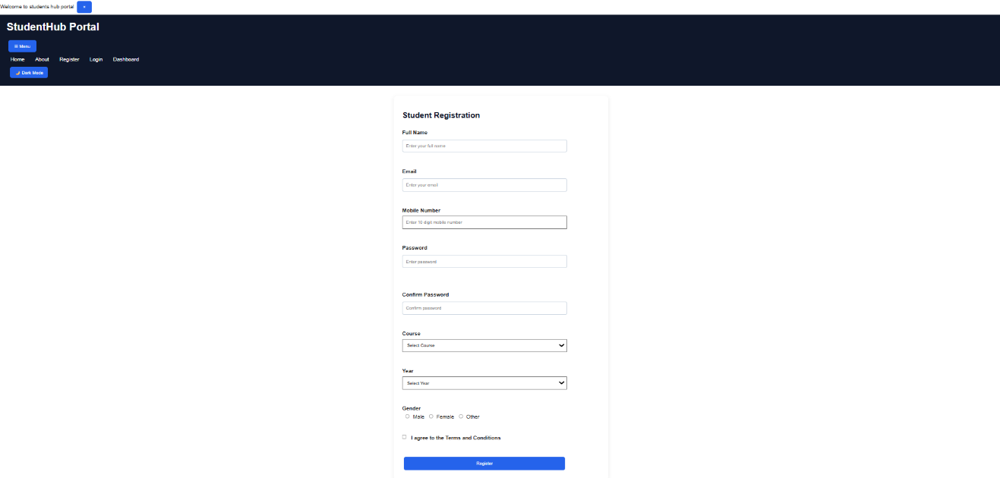 Welcome to students hub portal ×
StudentHub Portal
☰ Menu
Home About Register Login Dashboard
🌙 Dark Mode
Student Registration
Full Name
Enter your full name
Email
Enter your email
Mobile Number
Enter 10 digit mobile number
Password
Enter password
Confirm Password
Confirm password
Course
Select Course
Year
Select Year
Gender
Male Female Other
I agree to the Terms and Conditions
Register